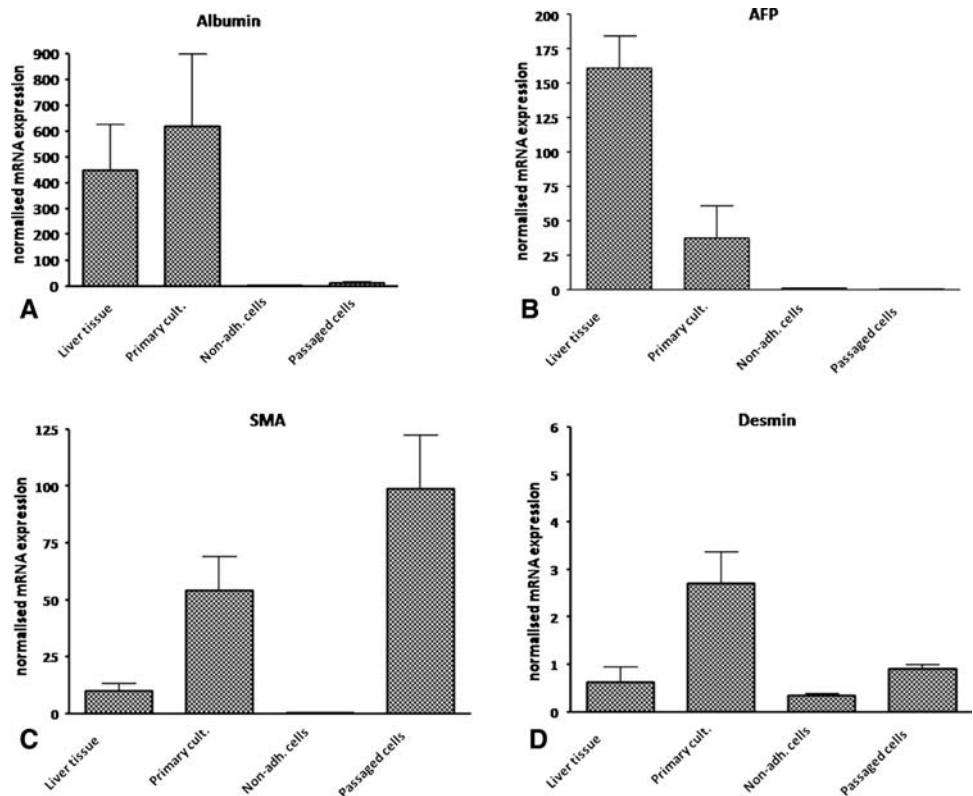 Albumin
normalised mRNA expression
900
800
700
600
500
400
300
200
100
0
A
Liver tissue
Primary cult.
Non-adh. cells
Passaged cells
AFP
normalised mRNA expression
200
175
150
125
100
75
50
25
0
B
Liver tissue
Primary cult.
Non-adh. cells
Passaged cells
SMA
normalised mRNA expression
125
100
75
50
25
0
C
Liver tissue
Primary cult.
Non-adh. cells
Passaged cells
Desmin
normalised mRNA expression
6
5
4
3
2
1
0
D
Liver tissue
Primary cult.
Non-adh. cells
Passaged cells